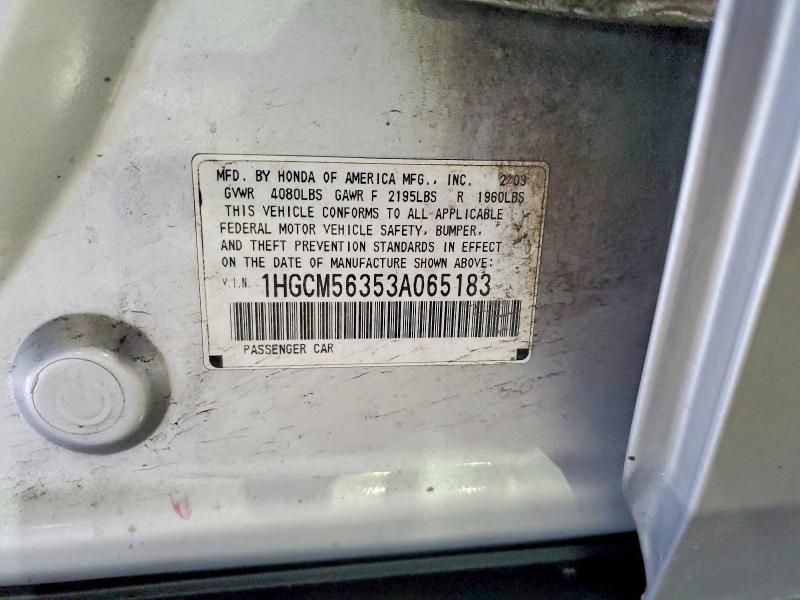 MFD. BY HONDA OF AMERICA MFG., INC. 2/03
GVWR 4080LBS GAWR F 2195LBS R 1960LBS
THIS VEHICLE CONFORMS TO ALL APPLICABLE
FEDERAL MOTOR VEHICLE SAFETY, BUMPER,
AND THEFT PREVENTION STANDARDS IN EFFECT
ON THE DATE OF MANUFACTURE SHOWN ABOVE:
V.I.N. 1HGCM56353A065183
PASSENGER CAR